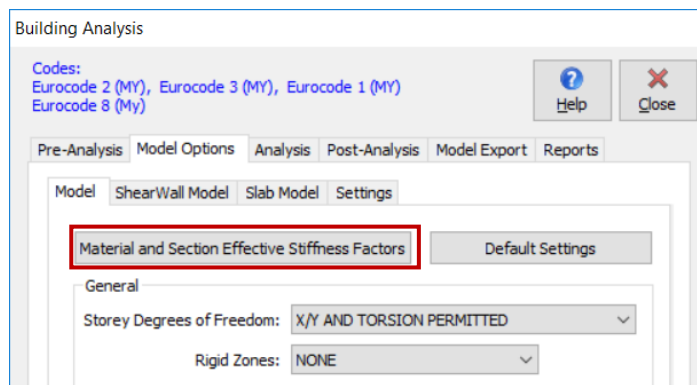 Building Analysis
Codes:
Eurocode 2 (MY), Eurocode 3 (MY), Eurocode 1 (MY)
Eurocode 8 (My)
Help
Close
Pre-Analysis Model Options Analysis Post-Analysis Model Export Reports
Model ShearWall Model Slab Model Settings
Material and Section Effective Stiffness Factors Default Settings
General
Storey Degrees of Freedom: X/Y AND TORSION PERMITTED
Rigid Zones: NONE